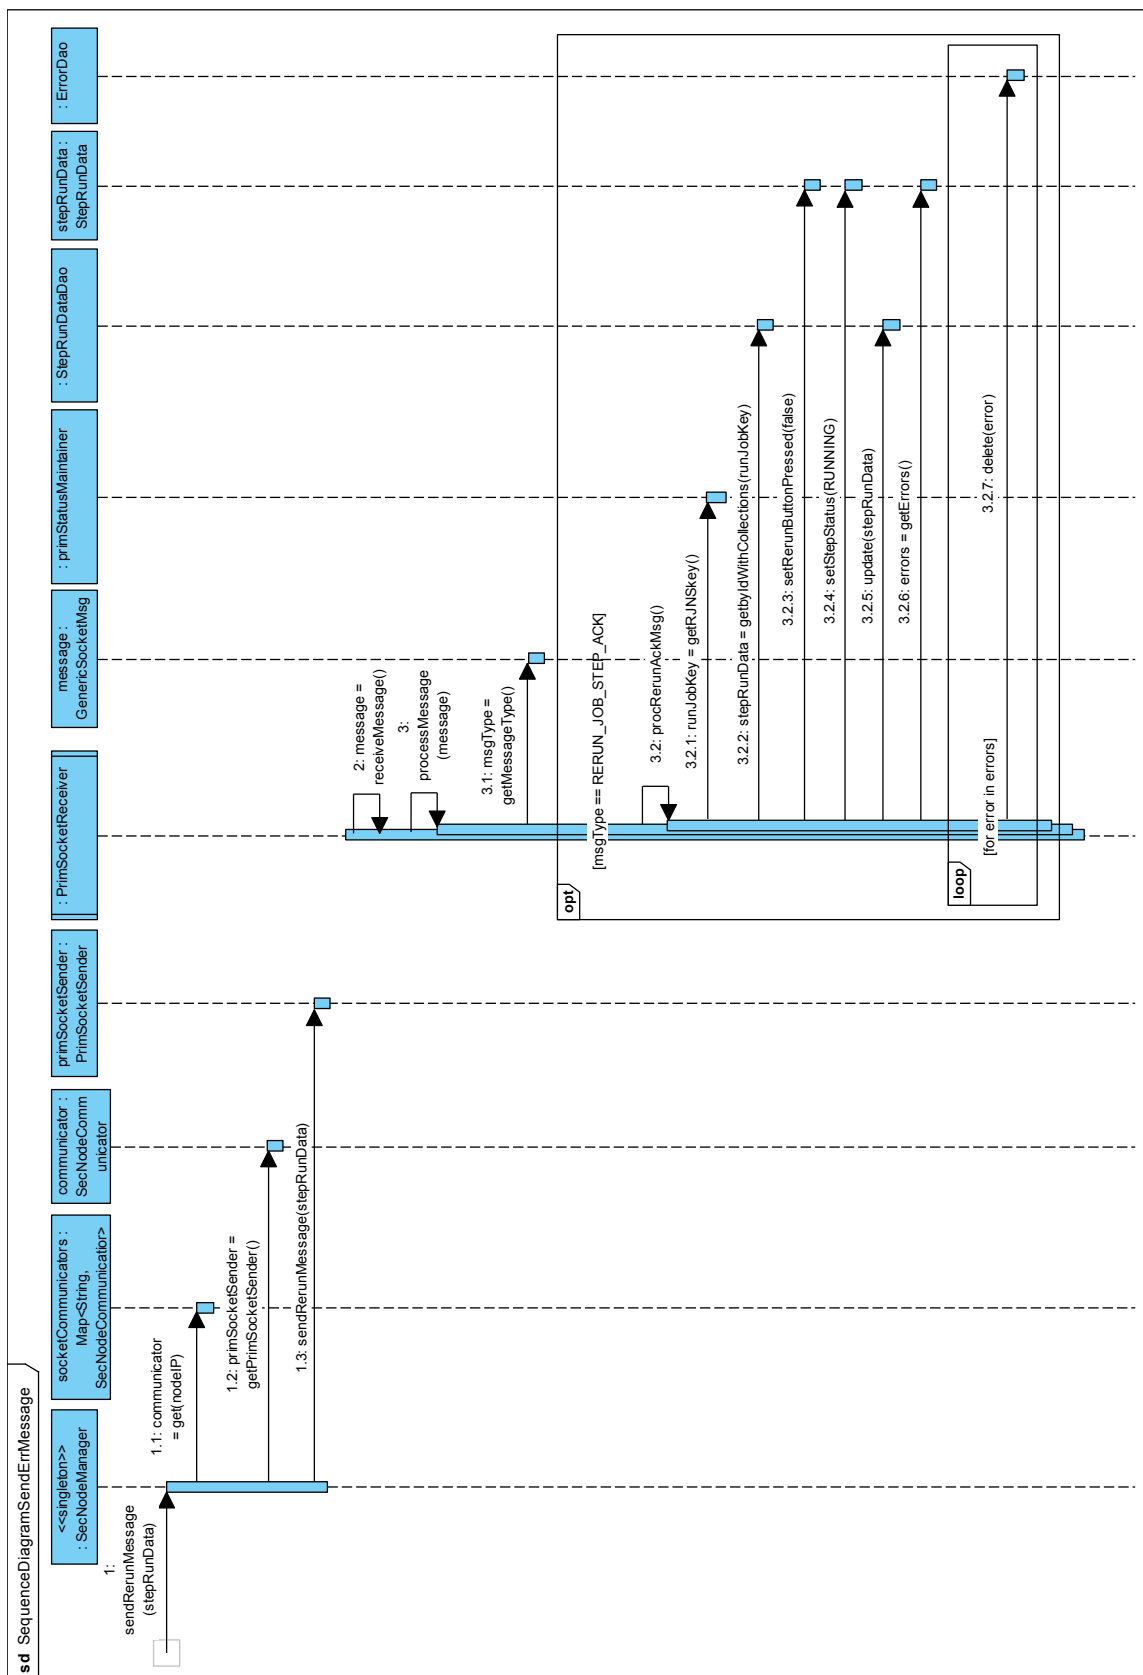 sd SequenceDiagramSendErrMessage
<<singleton>>
: SecNodeManager
socketCommunicators :
Map<String,
SecNodeCommunicatior>
communicator :
SecNodeComm
unicator
primSocketSender :
PrimSocketSender
: PrimSocketReceiver
message :
GenericSocketMsg
: primStatusMaintainer
: StepRunDataDao
stepRunData :
StepRunData
: ErrorDao
1:
sendRerunMessage
(stepRunData)
1.1: communicator
= get(nodeIP)
1.2: primSocketSender =
getPrimSocketSender()
1.3: sendRerunMessage(stepRunData)
2: message =
receiveMessage()
3:
processMessage
(message)
3.1: msgType =
getMessageType()
opt
[msgType == RERUN_JOB_STEP_ACK]
3.2: procRerunAckMsg()
3.2.1: runJobKey = getRJNSkey()
3.2.2: stepRunData = getbyIdWithCollections(runJobKey)
3.2.3: setRerunButtonPressed(false)
3.2.4: setStepStatus(RUNNING)
3.2.5: update(stepRunData)
3.2.6: errors = getErrors()
loop
[for error in errors]
3.2.7: delete(error)